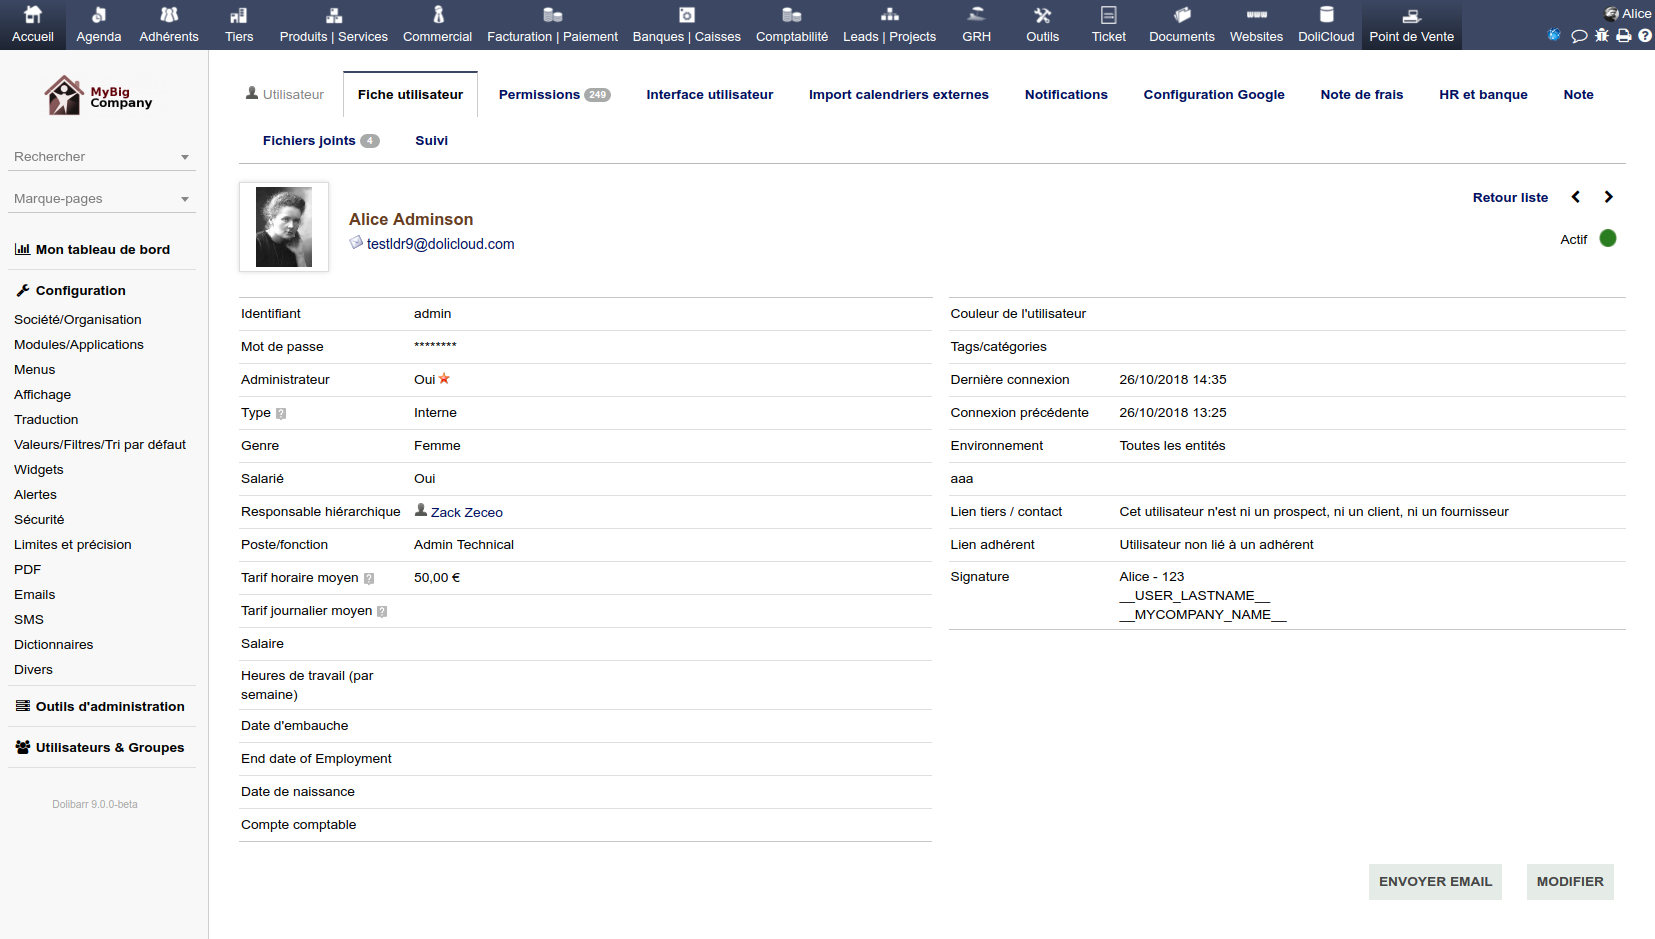 Accueil
Agenda
Adhérents
Tiers
Produits | Services
Commercial
Facturation | Paiement
Banques | Caisses
Comptabilité
Leads | Projects
GRH
Outils
Ticket
Documents
Websites
DoliCloud
Point de Vente
Alice
MyBig
Company
Rechercher
Marque-pages
Mon tableau de bord
Configuration
Société/Organisation
Modules/Applications
Menus
Affichage
Traduction
Valeurs/Filtres/Tri par défaut
Widgets
Alertes
Sécurité
Limites et précision
PDF
Emails
SMS
Dictionnaires
Divers
Outils d'administration
Utilisateurs & Groupes
Dolibarr 9.0.0-beta
Utilisateur
Fiche utilisateur
Permissions 249
Interface utilisateur
Import calendriers externes
Notifications
Configuration Google
Note de frais
HR et banque
Note
Fichiers joints 4
Suivi
Alice Adminson
testldr9@dolicloud.com
Retour liste
Actif
Identifiant admin
Mot de passe ********
Administrateur Oui
Type Interne
Genre Femme
Salarié Oui
Responsable hiérarchique Zack Zeceo
Poste/fonction Admin Technical
Tarif horaire moyen 50,00 €
Tarif journalier moyen
Salaire
Heures de travail (par
semaine)
Date d'embauche
End date of Employment
Date de naissance
Compte comptable
Couleur de l'utilisateur
Tags/catégories
Dernière connexion 26/10/2018 14:35
Connexion précédente 26/10/2018 13:25
Environnement Toutes les entités
aaa
Lien tiers / contact Cet utilisateur n'est ni un prospect, ni un client, ni un fournisseur
Lien adhérent Utilisateur non lié à un adhérent
Signature Alice - 123
__USER_LASTNAME__
__MYCOMPANY_NAME__
ENVOYER EMAIL
MODIFIER